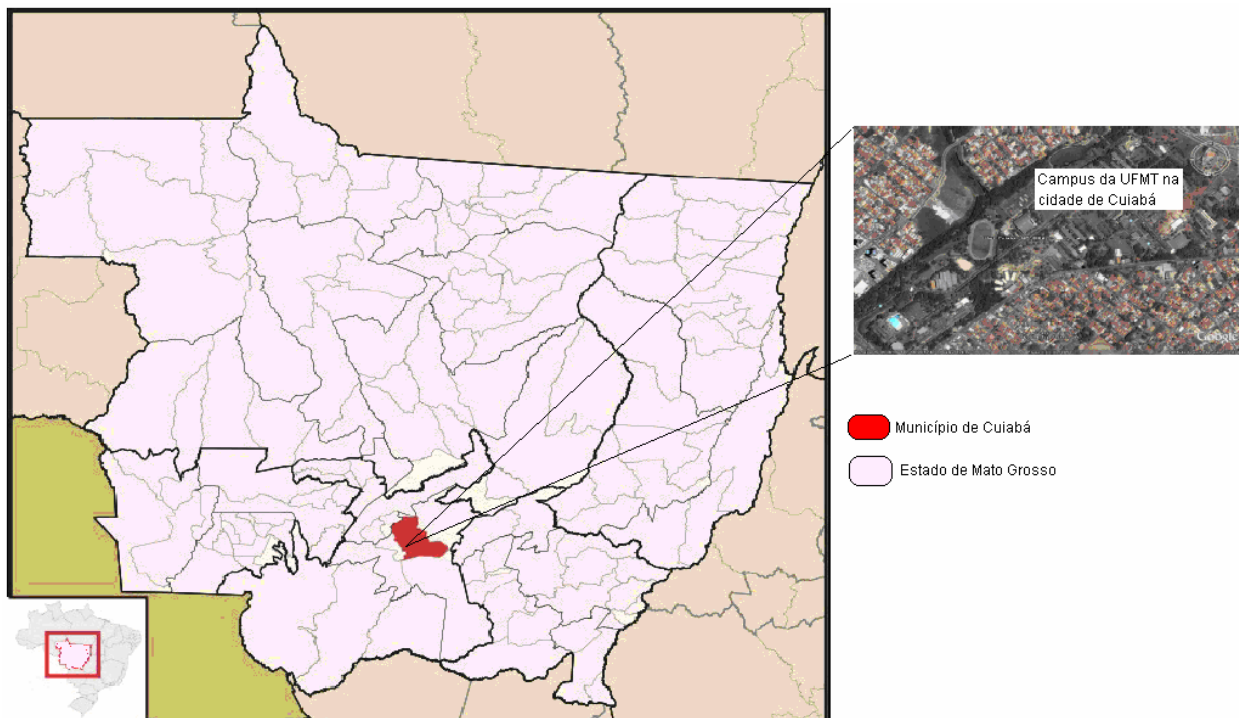 Campus da UFMT na
cidade de Cuiabá
Google
Município de Cuiabá
Estado de Mato Grosso